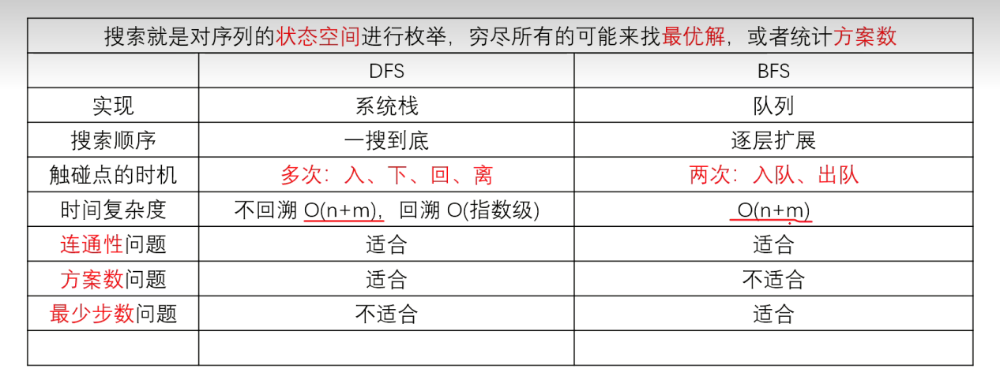 搜索就是对序列的状态空间进行枚举，穷尽所有的可能来找最优解，或者统计方案数
DFS BFS
实现 系统栈 队列
搜索顺序 一搜到底 逐层扩展
触碰点的时机 多次：入、下、回、离 两次：入队、出队
时间复杂度 不回溯 O(n+m)，回溯 O(指数级) O(n+m)
连通性问题 适合 适合
方案数问题 适合 不适合
最少步数问题 不适合 适合